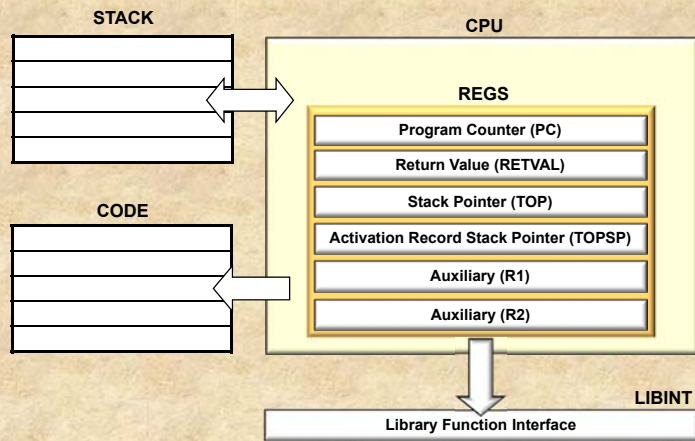 STACK
CPU
REGS
Program Counter (PC)
Return Value (RETVAL)
Stack Pointer (TOP)
CODE
Activation Record Stack Pointer (TOPSP)
Auxiliary (R1)
Auxiliary (R2)
LIBINT
Library Function Interface